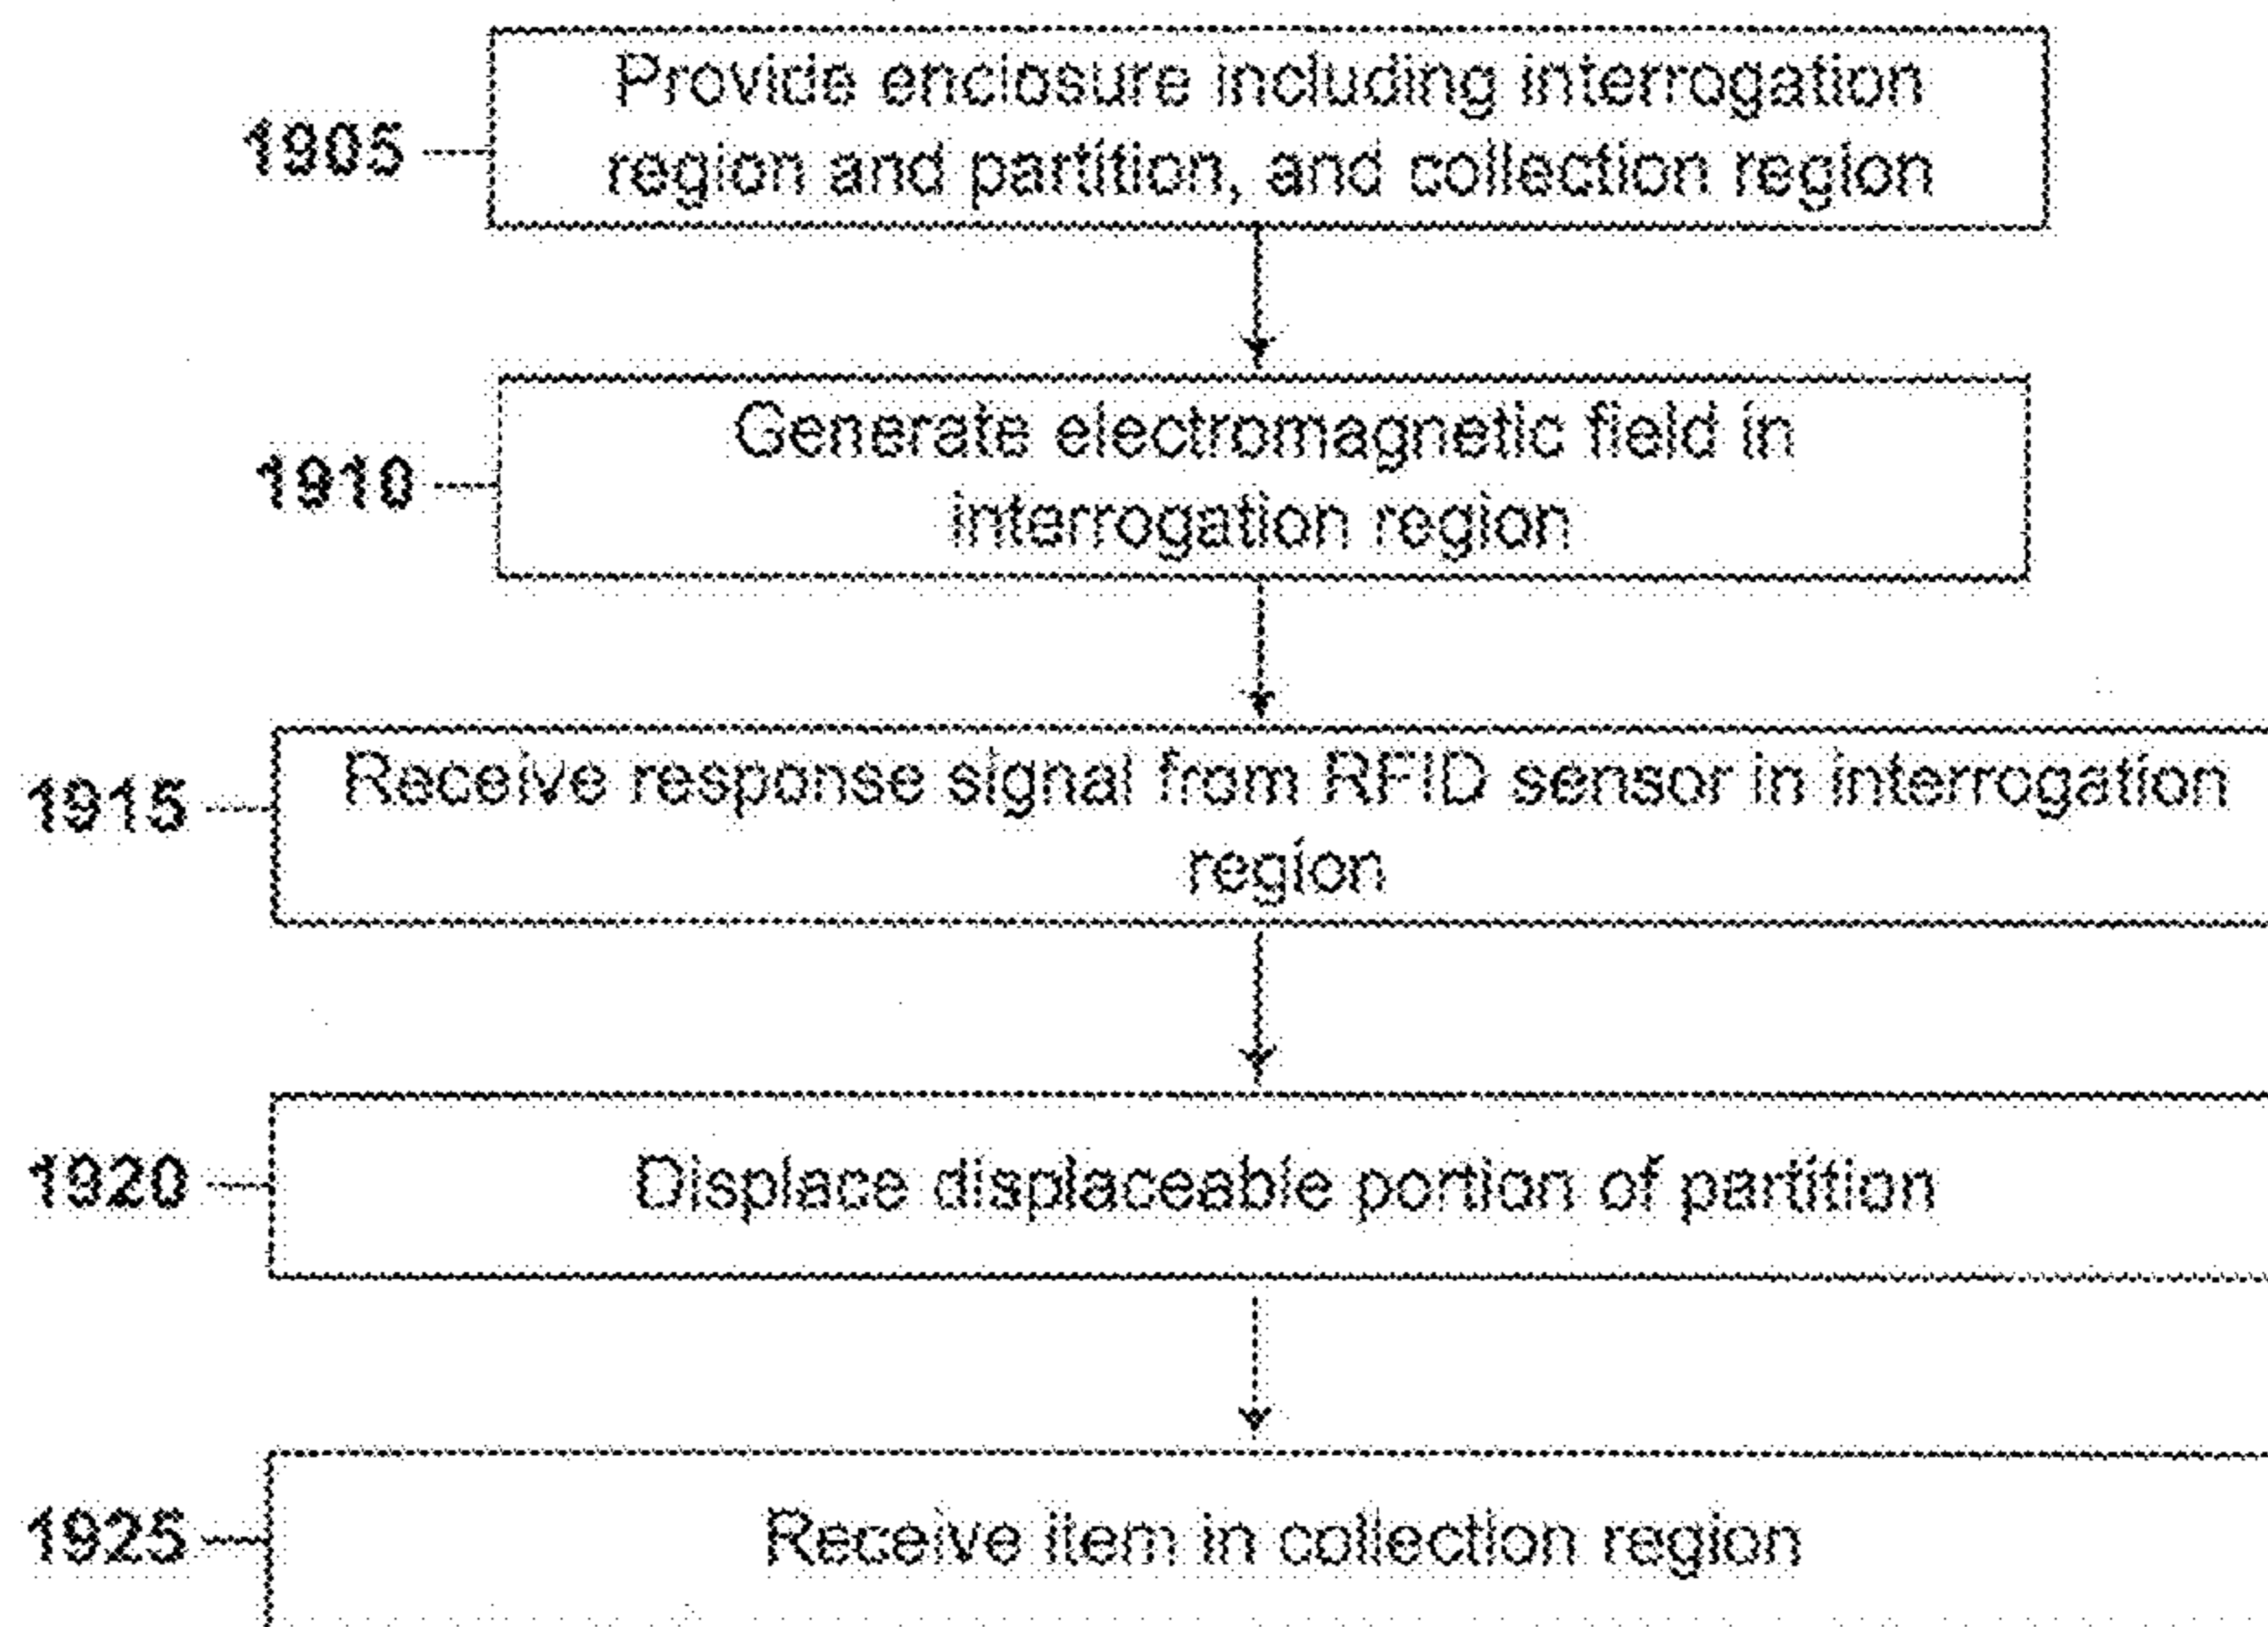 1905
Provide enclosure including interrogation
region and partition, and collection region
1910
Generate electromagnetic field in
interrogation region
1915
Receive response signal from RFID sensor in interrogation
region
1920
Displace displaceable portion of partition
1925
Receive item in collection region